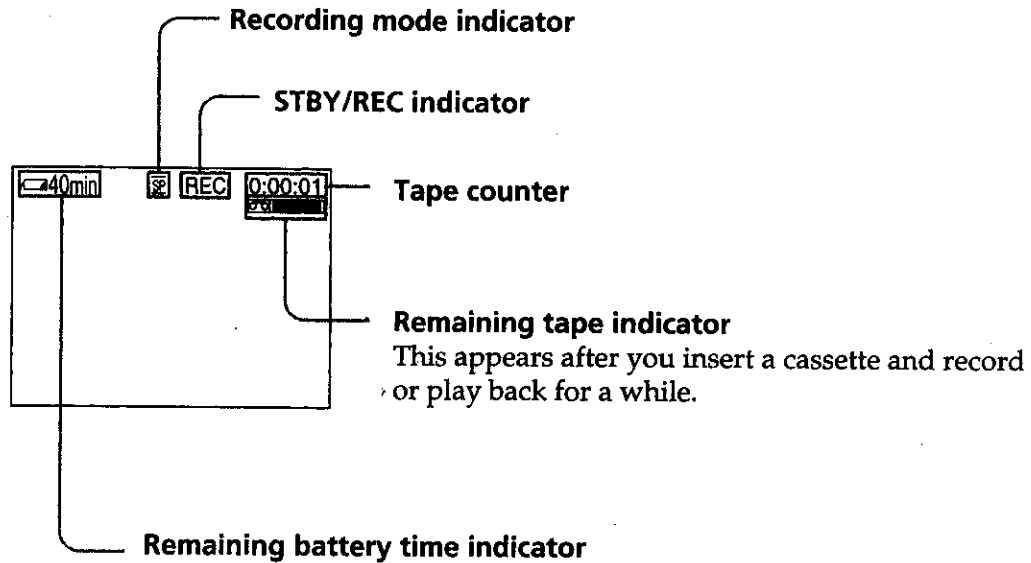 Recording mode indicator
STBY/REC indicator
40min SP REC 0:00:01
Tape counter
Remaining tape indicator
This appears after you insert a cassette and record
or play back for a while.
Remaining battery time indicator